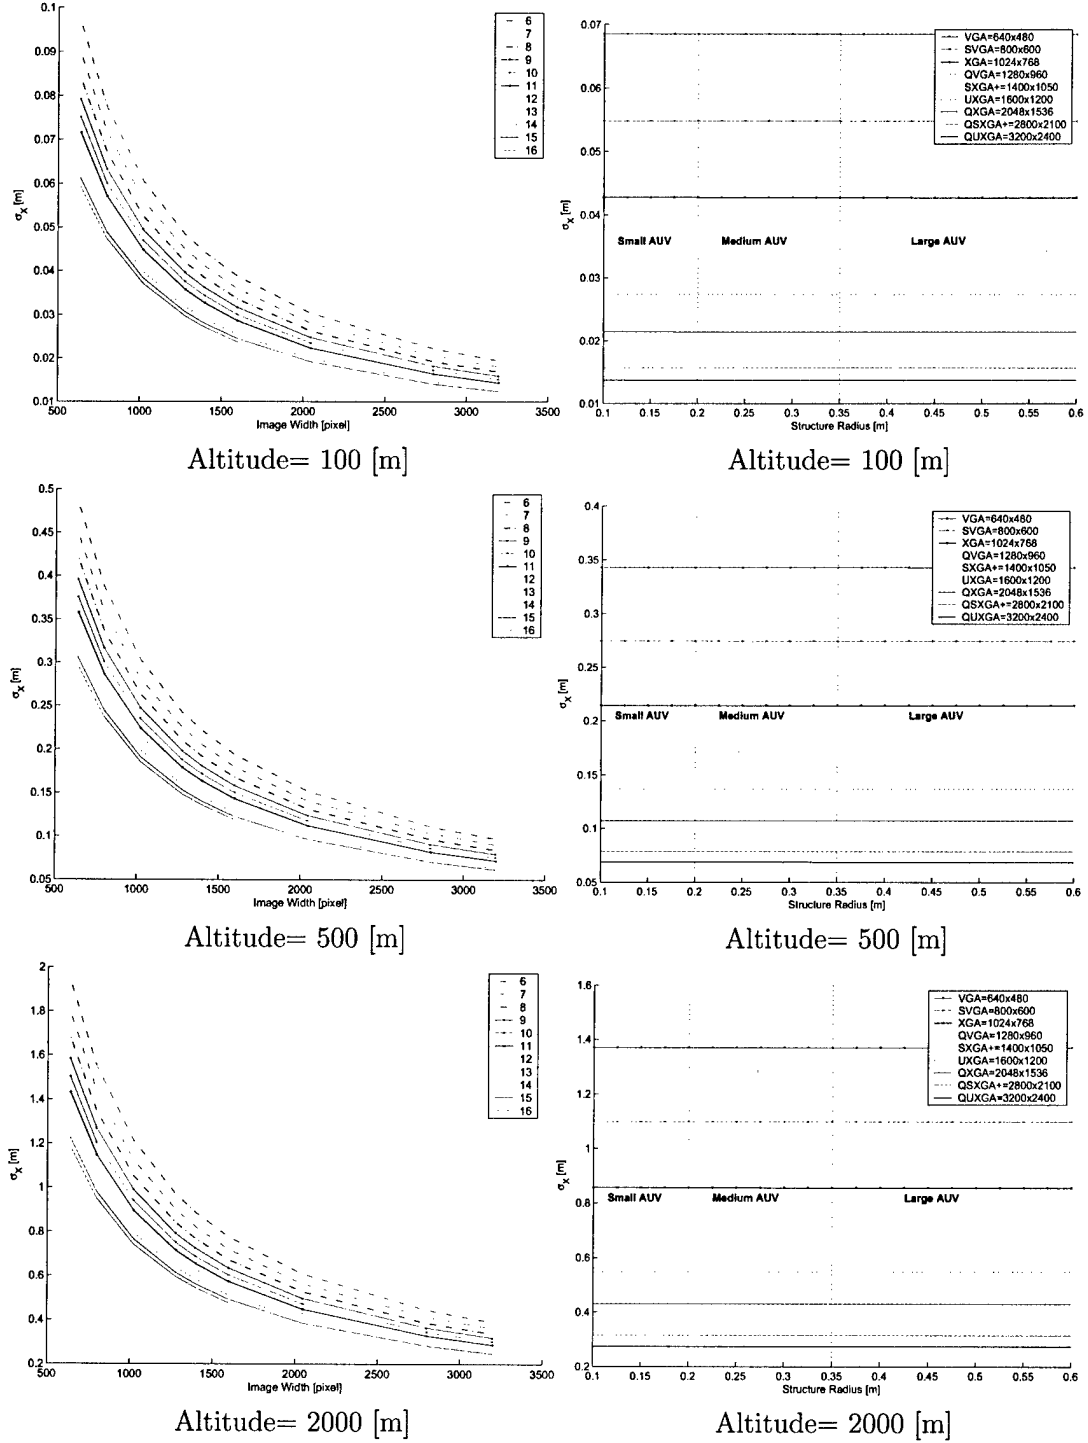 0.1
0.09
0.08
0.07
0.06
0.05
0.04
0.03
0.02
0.01
σX [m]
500 1000 1500 2000 2500 3000 3500
Image Width [pixel]
6
7
8
9
10
11
12
13
14
15
16
Altitude= 100 [m]
0.07
0.06
0.05
0.04
0.03
0.02
0.01
σX [m]
0.1 0.15 0.2 0.25 0.3 0.35 0.4 0.45 0.5 0.55 0.6
Structure Radius [m]
VGA=640x480
SVGA=800x600
XGA=1024x768
QVGA=1280x960
SXGA+=1400x1050
UXGA=1600x1200
QXGA=2048x1536
QSXGA+=2800x2100
QUXGA=3200x2400
Small AUV Medium AUV Large AUV
Altitude= 100 [m]
0.5
0.45
0.4
0.35
0.3
0.25
0.2
0.15
0.1
0.05
σX [m]
500 1000 1500 2000 2500 3000 3500
Image Width [pixel]
6
7
8
9
10
11
12
13
14
15
16
Altitude= 500 [m]
0.4
0.35
0.3
0.25
0.2
0.15
0.1
0.05
σX [m]
0.1 0.15 0.2 0.25 0.3 0.35 0.4 0.45 0.5 0.55 0.6
Structure Radius [m]
VGA=640x480
SVGA=800x600
XGA=1024x768
QVGA=1280x960
SXGA+=1400x1050
UXGA=1600x1200
QXGA=2048x1536
QSXGA+=2800x2100
QUXGA=3200x2400
Small AUV Medium AUV Large AUV
Altitude= 500 [m]
2
1.8
1.6
1.4
1.2
1
0.8
0.6
0.4
0.2
σX [m]
500 1000 1500 2000 2500 3000 3500
Image Width [pixel]
6
7
8
9
10
11
12
13
14
15
16
Altitude= 2000 [m]
1.6
1.4
1.2
1
0.8
0.6
0.4
0.2
σX [m]
0.1 0.15 0.2 0.25 0.3 0.35 0.4 0.45 0.5 0.55 0.6
Structure Radius [m]
VGA=640x480
SVGA=800x600
XGA=1024x768
QVGA=1280x960
SXGA+=1400x1050
UXGA=1600x1200
QXGA=2048x1536
QSXGA+=2800x2100
QUXGA=3200x2400
Small AUV Medium AUV Large AUV
Altitude= 2000 [m]